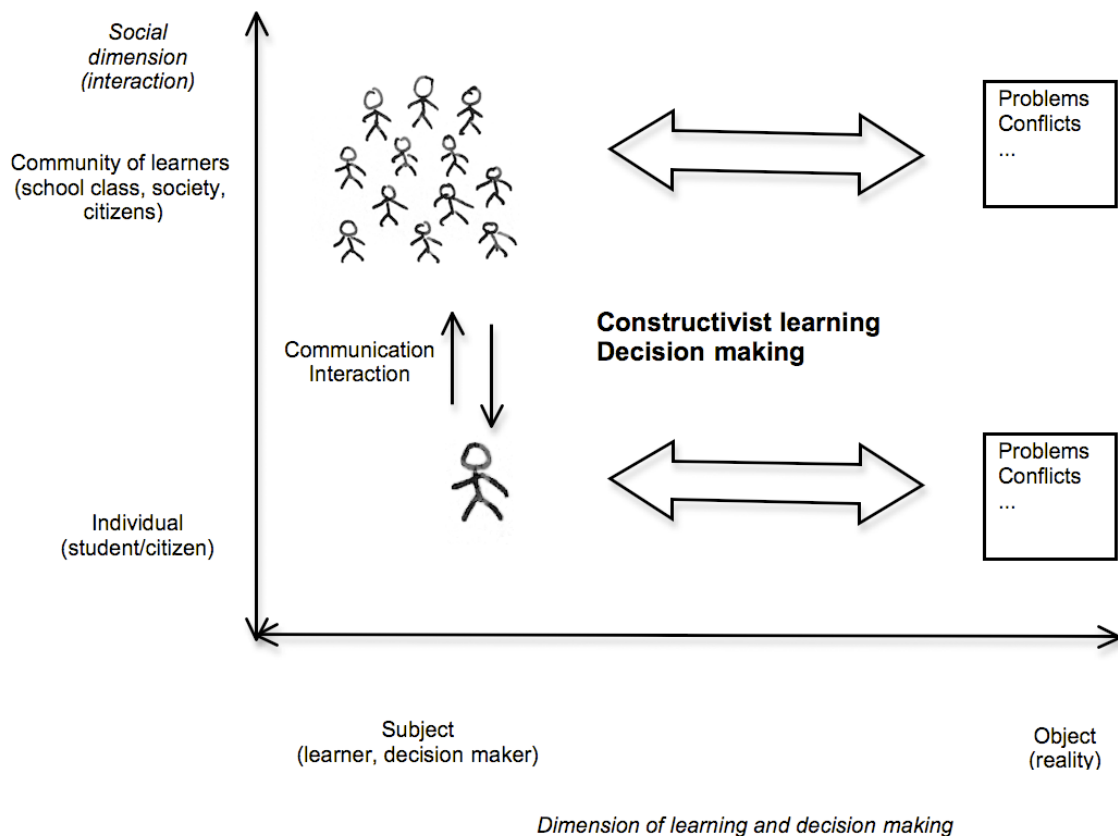 Social
dimension
(interaction)
Community of learners
(school class, society,
citizens)
Problems
Conflicts
...
Communication
Interaction
Constructivist learning
Decision making
Individual
(student/citizen)
Problems
Conflicts
...
Subject
(learner, decision maker)
Object
(reality)
Dimension of learning and decision making